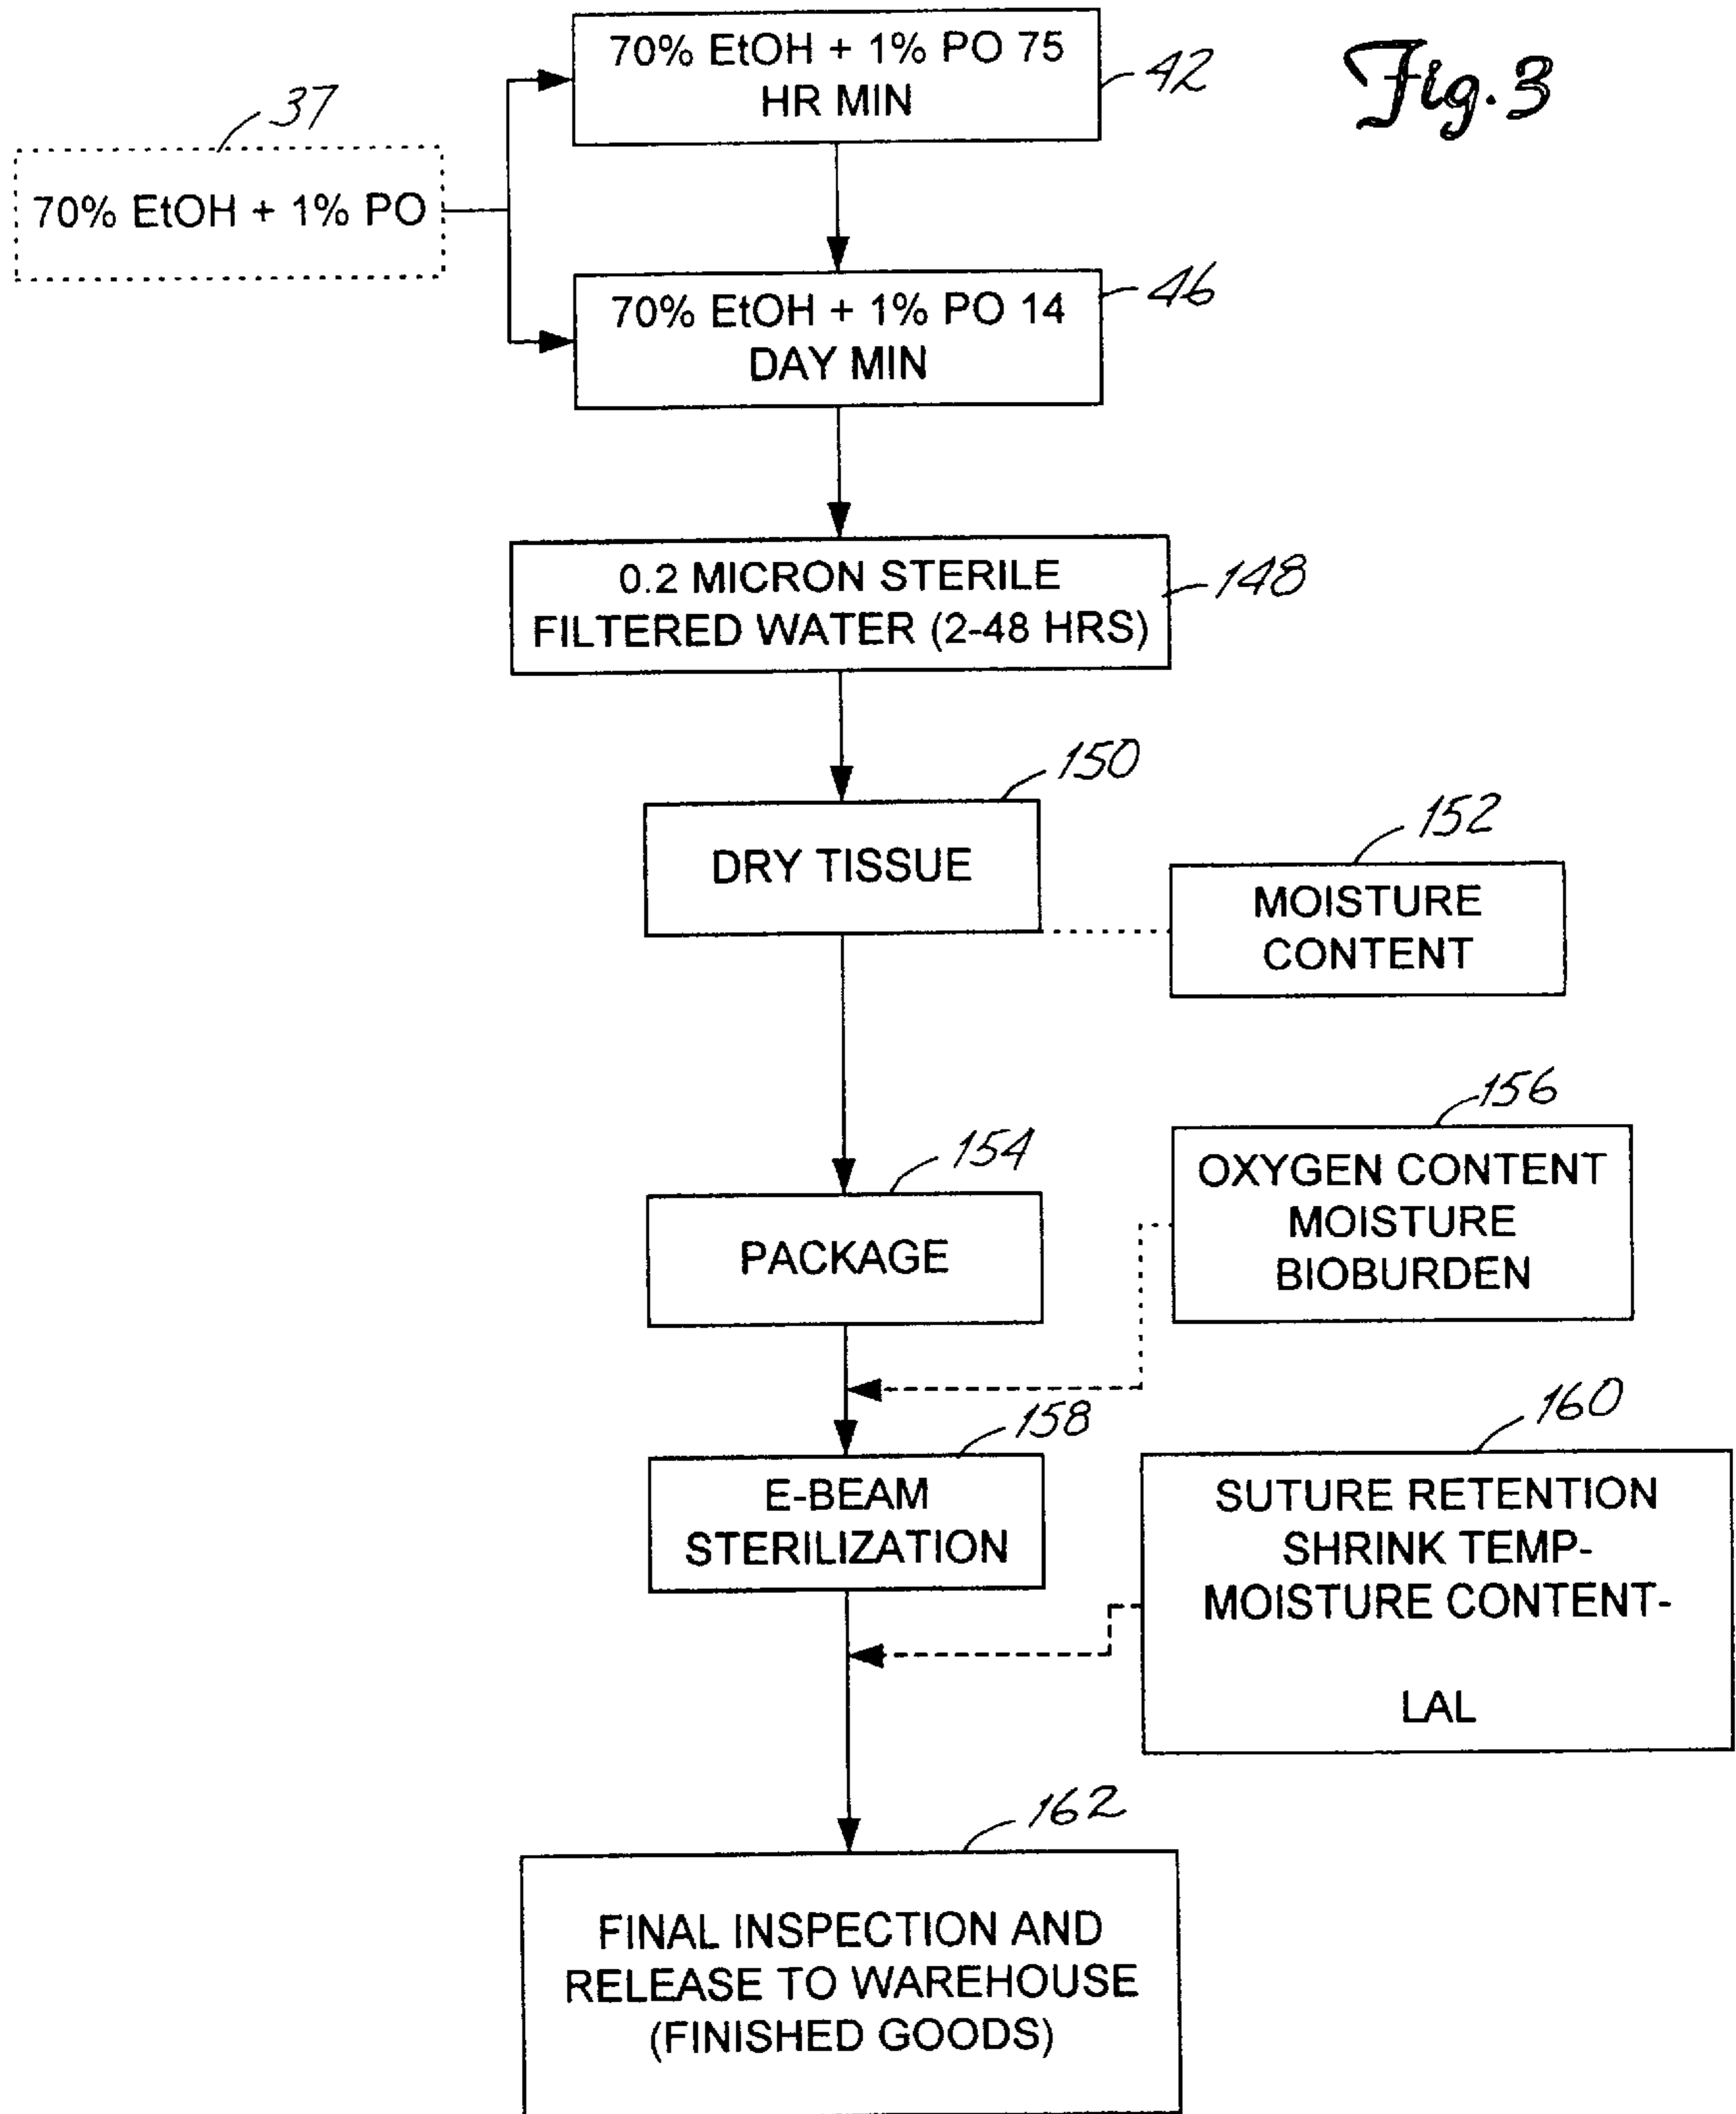 Fig. 3
70% EtOH + 1% PO 75
HR MIN
42
37
70% EtOH + 1% PO
70% EtOH + 1% PO 14
DAY MIN
46
0.2 MICRON STERILE
FILTERED WATER (2-48 HRS)
148
150
DRY TISSUE
152
MOISTURE
CONTENT
154
PACKAGE
156
OXYGEN CONTENT
MOISTURE
BIOBURDEN
158
E-BEAM
STERILIZATION
160
SUTURE RETENTION
SHRINK TEMP-
MOISTURE CONTENT-
LAL
162
FINAL INSPECTION AND
RELEASE TO WAREHOUSE
(FINISHED GOODS)